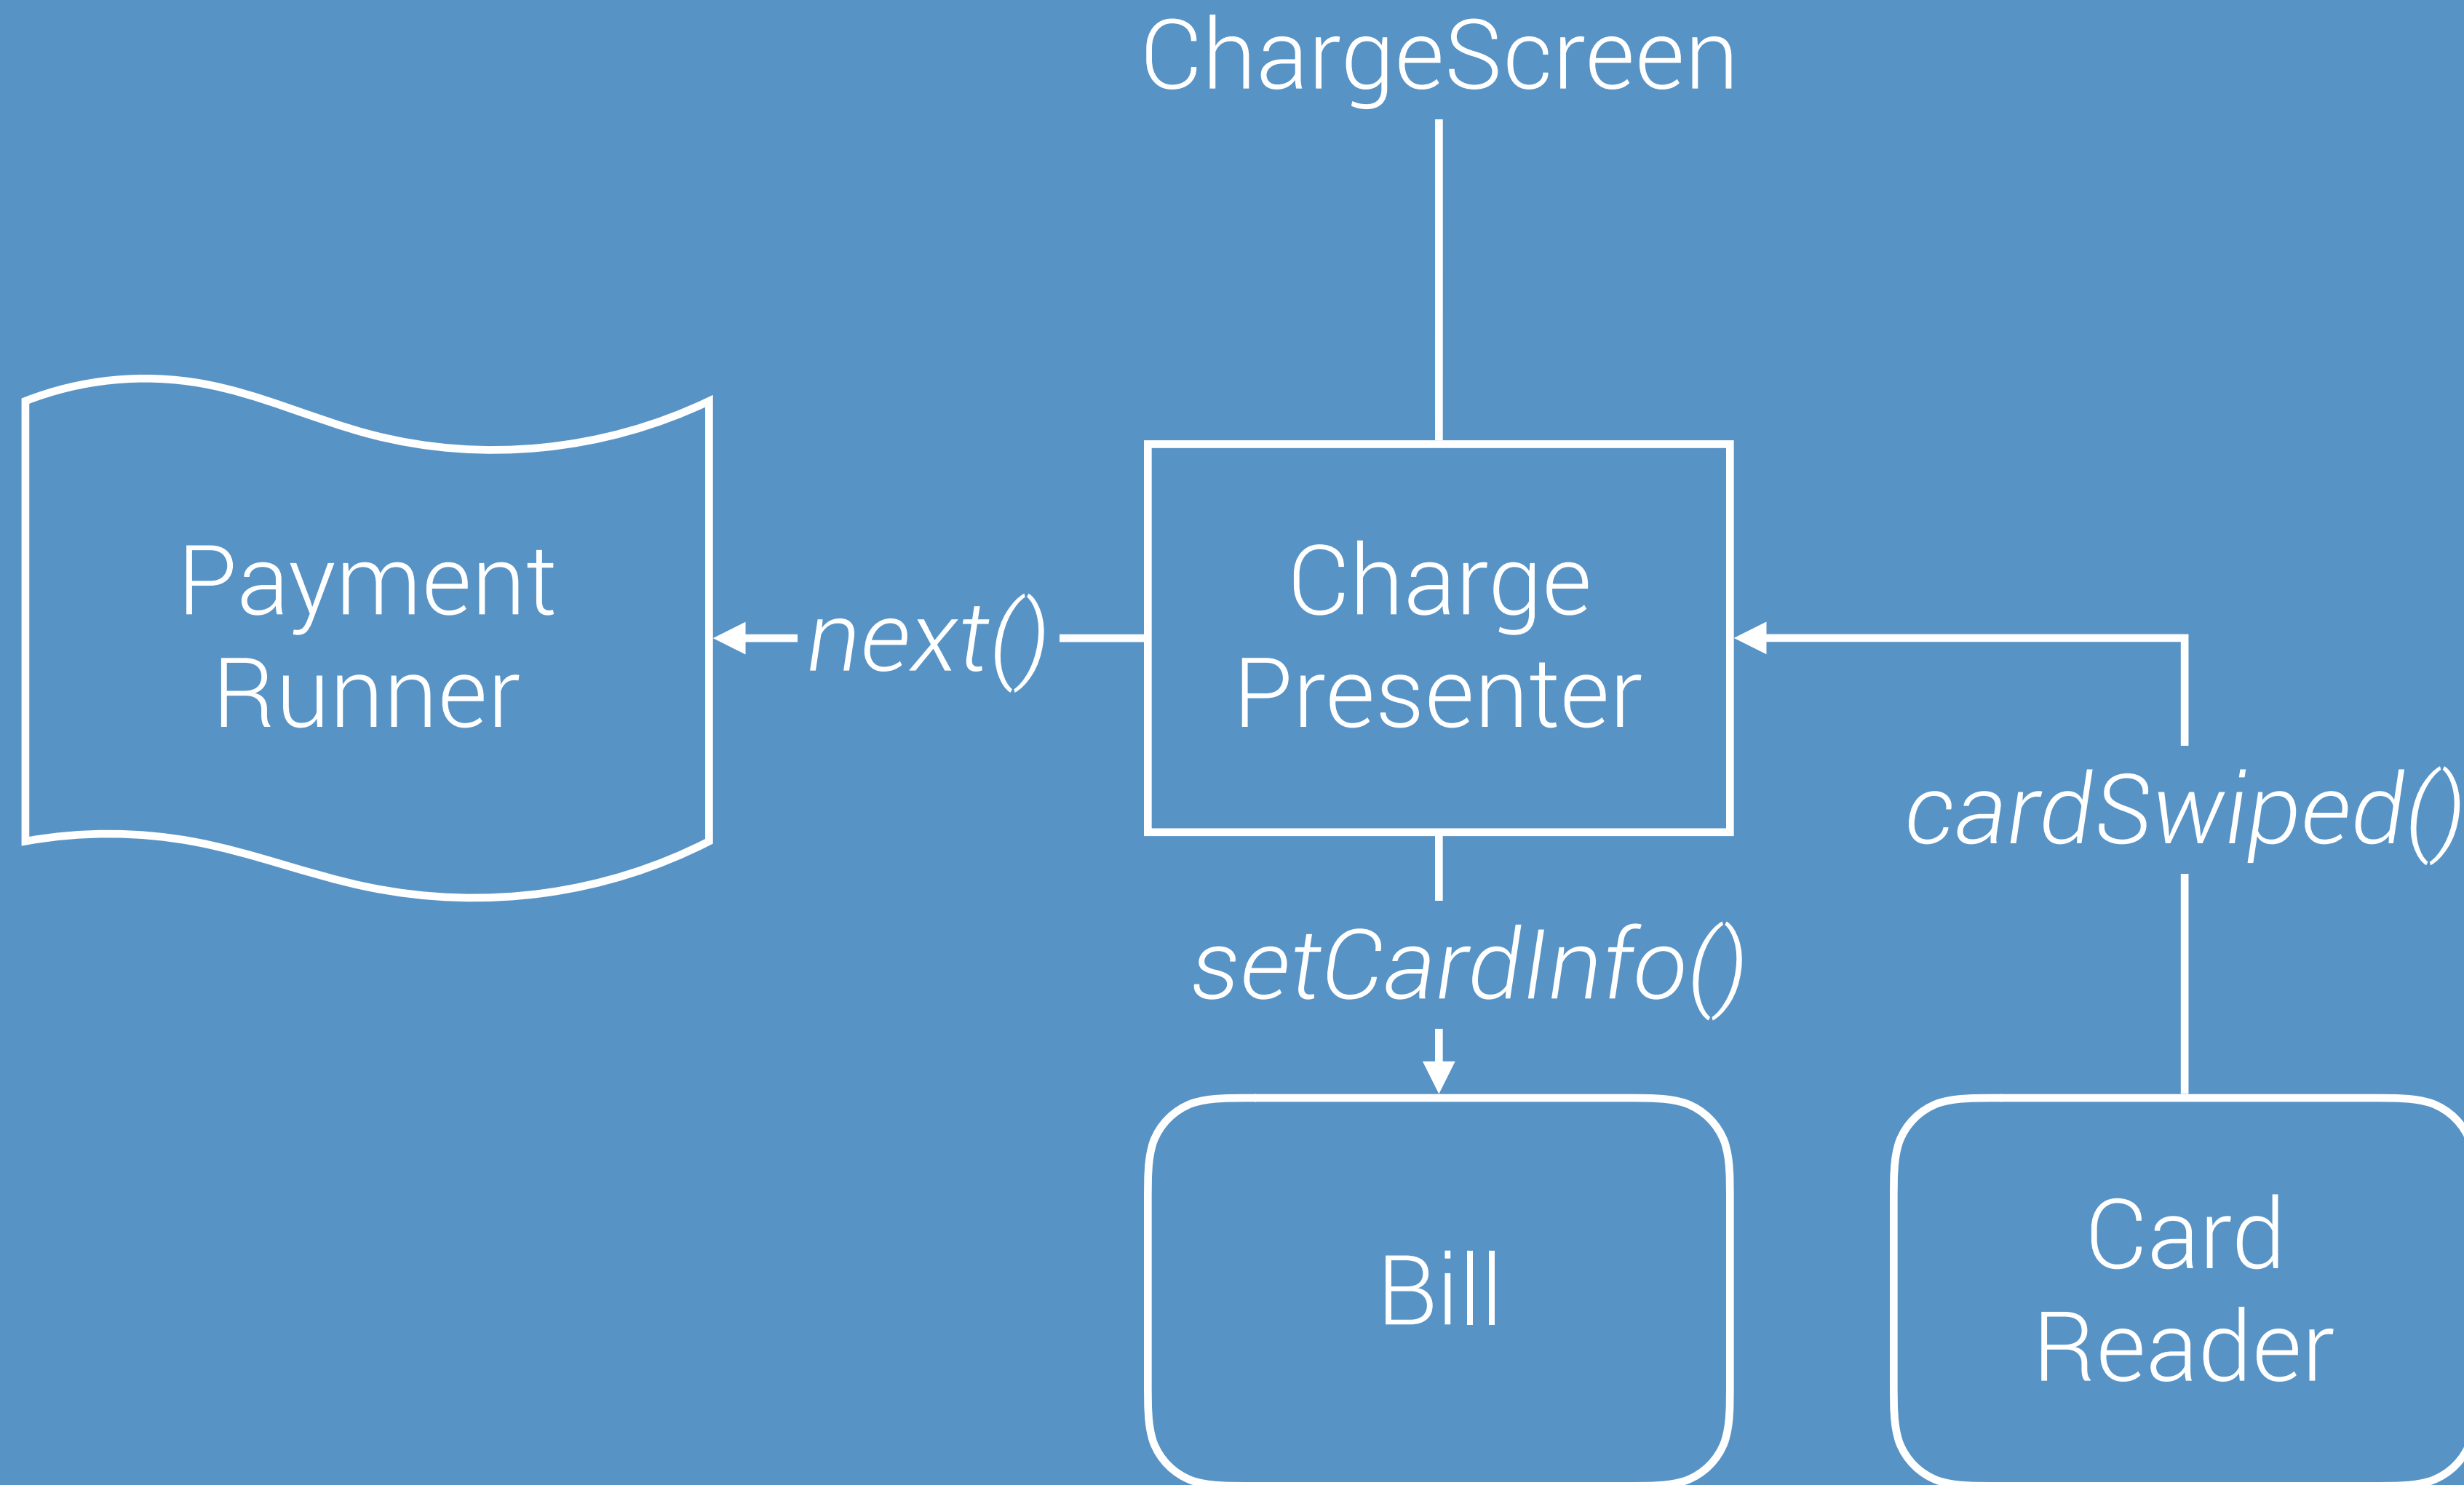 ChargeScreen
Payment
Runner
next()
Charge
Presenter
cardSwiped()
setCardInfo()
Bill
Card
Reader